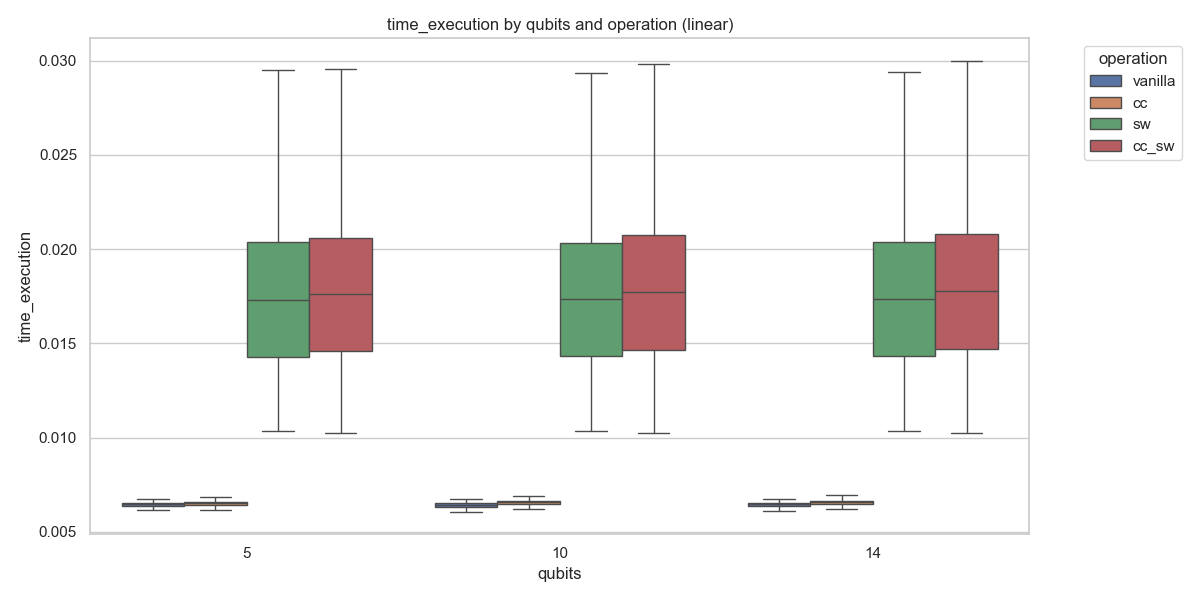 time_execution by qubits and operation (linear)
operation
vanilla
cc
sw
cc_sw
time_execution
0.030
0.025
0.020
0.015
0.010
0.005
5
10
14
qubits